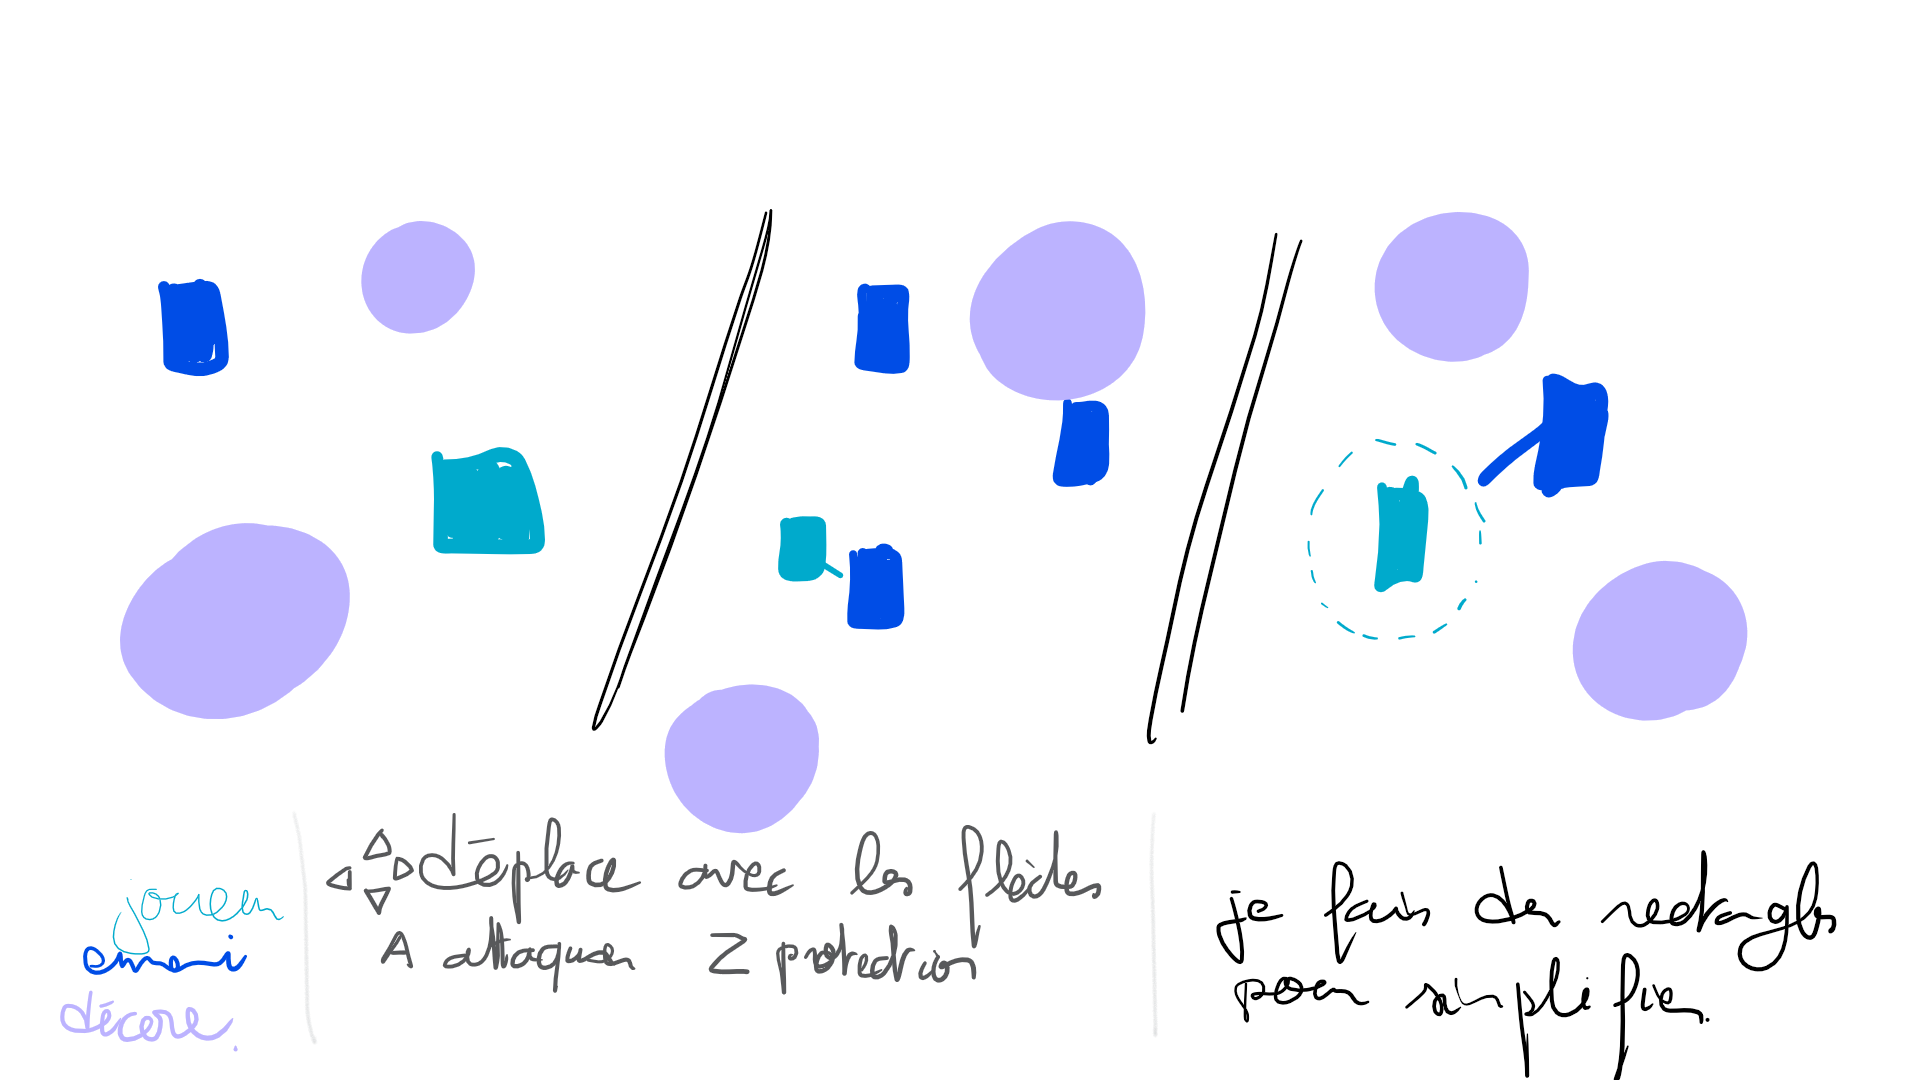 joueur
ennemi
décore.
déplace avec les flèches
A attaquer Z protection
je fais des rectangles
pour simplifier.